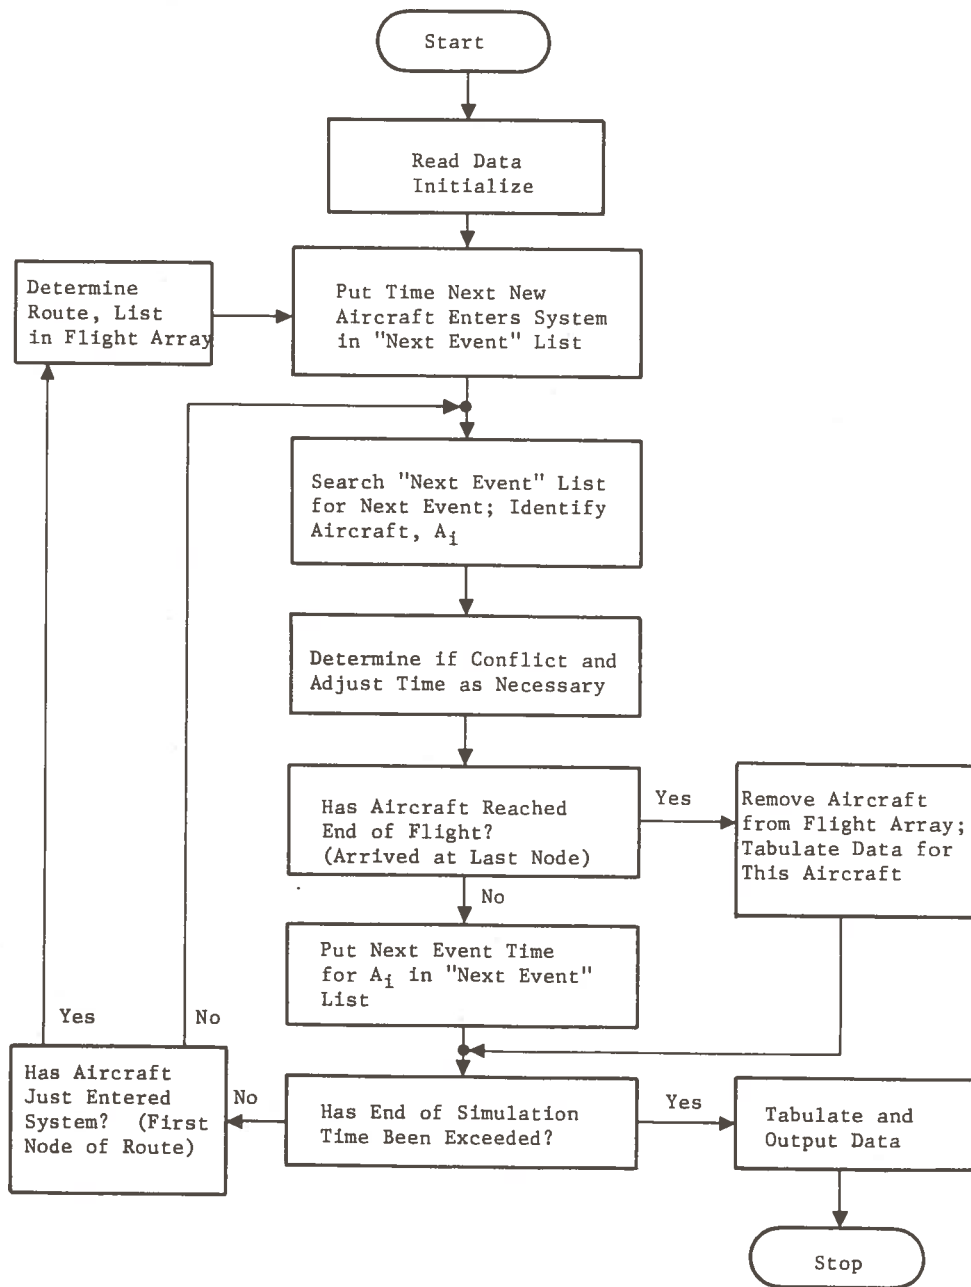 Start
Read Data
Initialize
Determine
Route, List
in Flight Array
Put Time Next New
Aircraft Enters System
in "Next Event" List
Search "Next Event" List
for Next Event; Identify
Aircraft, Ai
Determine if Conflict and
Adjust Time as Necessary
Has Aircraft Reached
End of Flight?
(Arrived at Last Node)
Yes
Remove Aircraft
from Flight Array;
Tabulate Data for
This Aircraft
No
Put Next Event Time
for Ai in "Next Event"
List
Yes
No
Has Aircraft
Just Entered
System? (First
Node of Route)
No
Has End of Simulation
Time Been Exceeded?
Yes
Tabulate and
Output Data
Stop